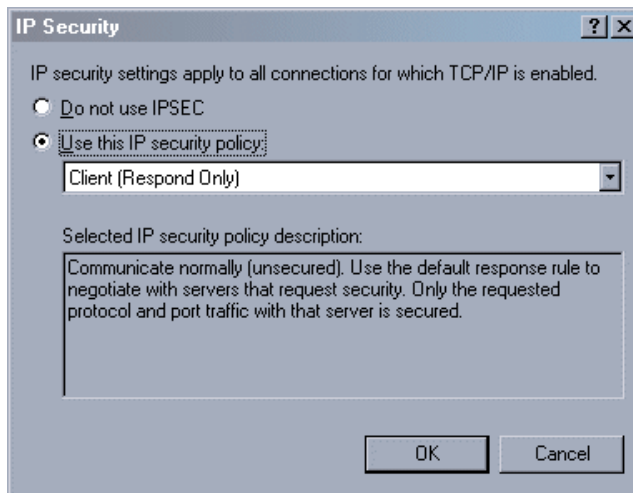 IP Security
IP security settings apply to all connections for which TCP/IP is enabled.
Do not use IPSEC
Use this IP security policy:
Client (Respond Only)
Selected IP security policy description:
Communicate normally (unsecured). Use the default response rule to
negotiate with servers that request security. Only the requested
protocol and port traffic with that server is secured.
OK Cancel